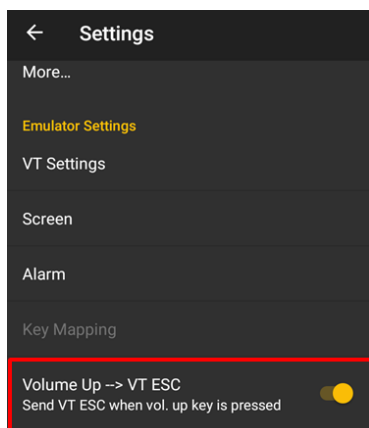 Settings
More...
Emulator Settings
VT Settings
Screen
Alarm
Key Mapping
Volume Up --> VT ESC
Send VT ESC when vol. up key is pressed